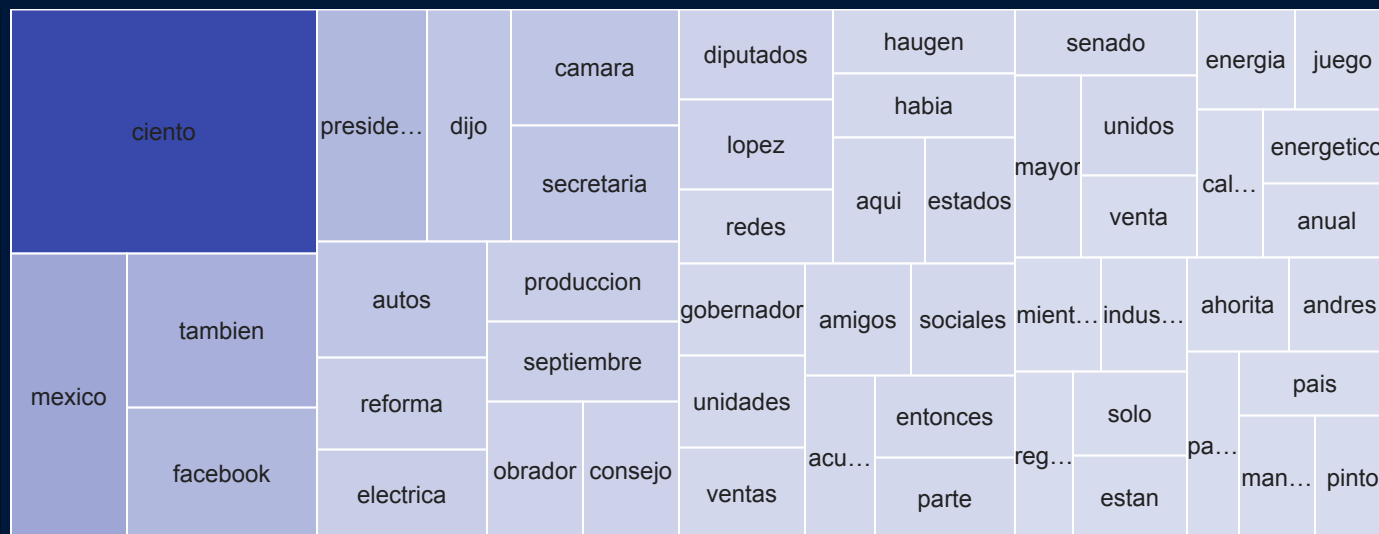 ciento
mexico
tambien
facebook
preside…
dijo
camara
secretaria
autos
reforma
electrica
produccion
septiembre
obrador
consejo
diputados
lopez
redes
haugen
habia
aqui
estados
gobernador
unidades
ventas
amigos
sociales
acu…
entonces
parte
senado
mayor
unidos
venta
energia
juego
cal…
energetico
anual
mient…
indus…
reg…
solo
estan
ahorita
andres
pa…
pais
man…
pinto